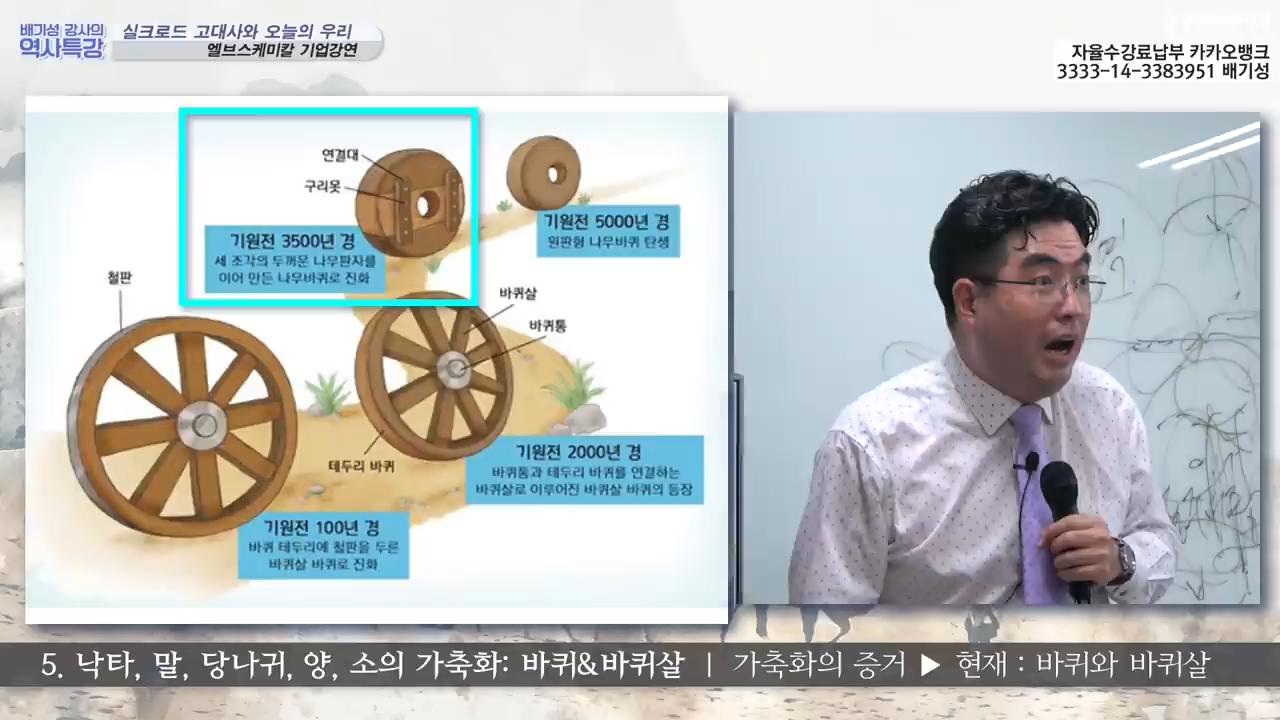 배기성 강사의
역사특강
실크로드 고대사와 오늘의 우리
엘브스케미칼 기업강연
자율수강료납부 카카오뱅크
3333-14-3383951 배기성
연결대
구리못
기원전 3500년 경
세 조각의 두꺼운 나무판자를
이어 만든 나무바퀴로 진화
기원전 5000년 경
원판형 나무바퀴 탄생
철판
바퀴살
바퀴통
테두리 바퀴
기원전 2000년 경
바퀴통과 테두리 바퀴를 연결하는
바퀴살로 이루어진 바퀴살 바퀴의 등장
기원전 100년 경
바퀴 테두리에 철판을 두른
바퀴살 바퀴로 진화
5. 낙타, 말, 당나귀, 양, 소의 가축화: 바퀴&바퀴살 | 가축화의 증거 ▶ 현재 : 바퀴와 바퀴살